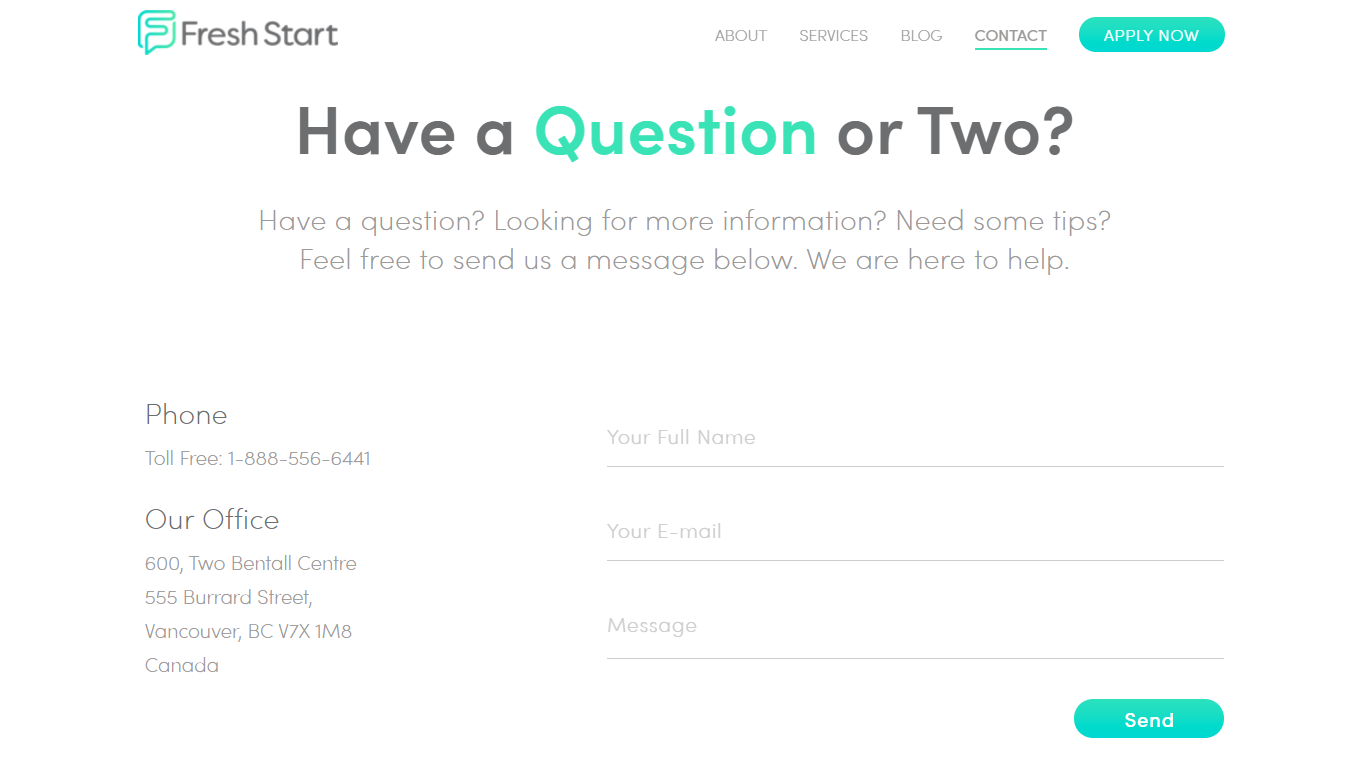 Fresh Start
ABOUT SERVICES BLOG CONTACT APPLY NOW
Have a Question or Two?
Have a question? Looking for more information? Need some tips?
Feel free to send us a message below. We are here to help.
Phone
Toll Free: 1-888-556-6441
Our Office
600, Two Bentall Centre
555 Burrard Street,
Vancouver, BC V7X 1M8
Canada
Your Full Name
Your E-mail
Message
Send